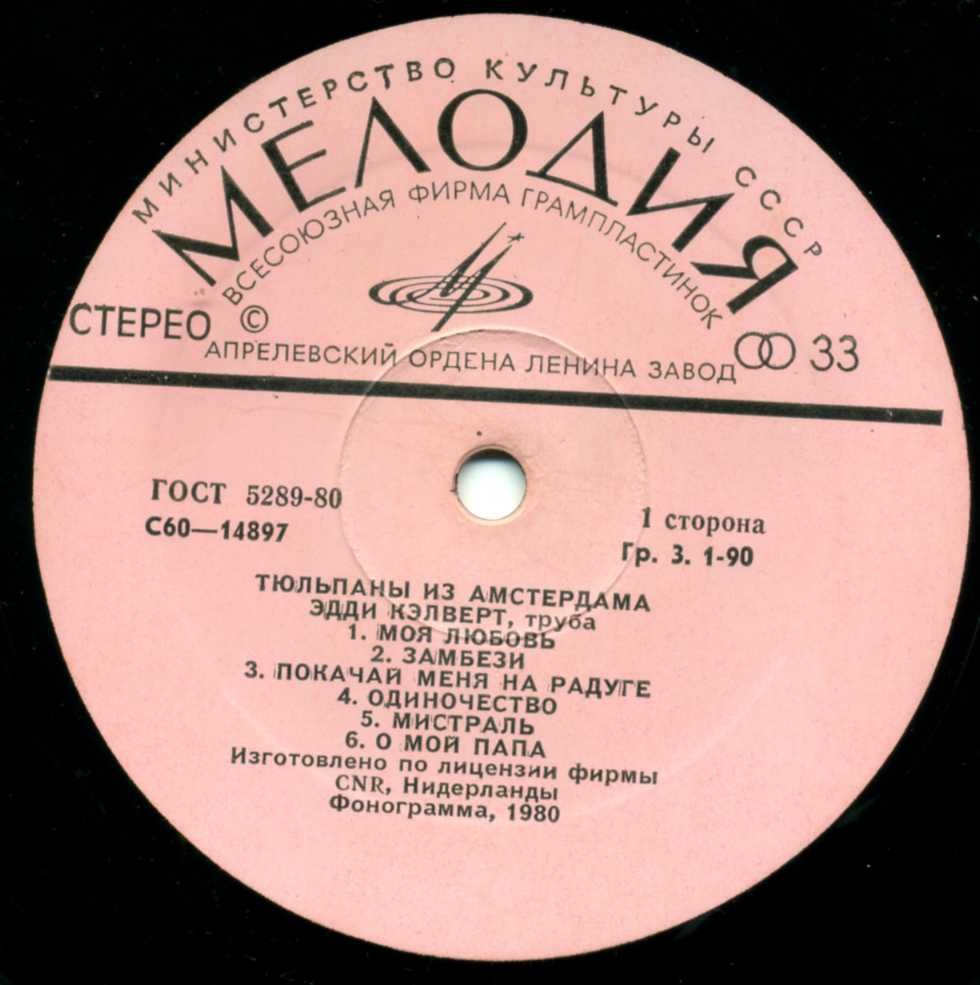 МИНИСТЕРСТВО КУЛЬТУРЫ СССР
МЕЛОДИЯ
ВСЕСОЮЗНАЯ ФИРМА ГРАМПЛАСТИНОК
СТЕРЕО © 33
АПРЕЛЕВСКИЙ ОРДЕНА ЛЕНИНА ЗАВОД
ГОСТ 5289-80
С60—14897
1 сторона
Гр. 3. 1-90
ТЮЛЬПАНЫ ИЗ АМСТЕРДАМА
ЭДДИ КЭЛВЕРТ, труба
1. МОЯ ЛЮБОВЬ
2. ЗАМБЕЗИ
3. ПОКАЧАЙ МЕНЯ НА РАДУГЕ
4. ОДИНОЧЕСТВО
5. МИСТРАЛЬ
6. О МОЙ ПАПА
Изготовлено по лицензии фирмы
CNR, Нидерланды
Фонограмма, 1980